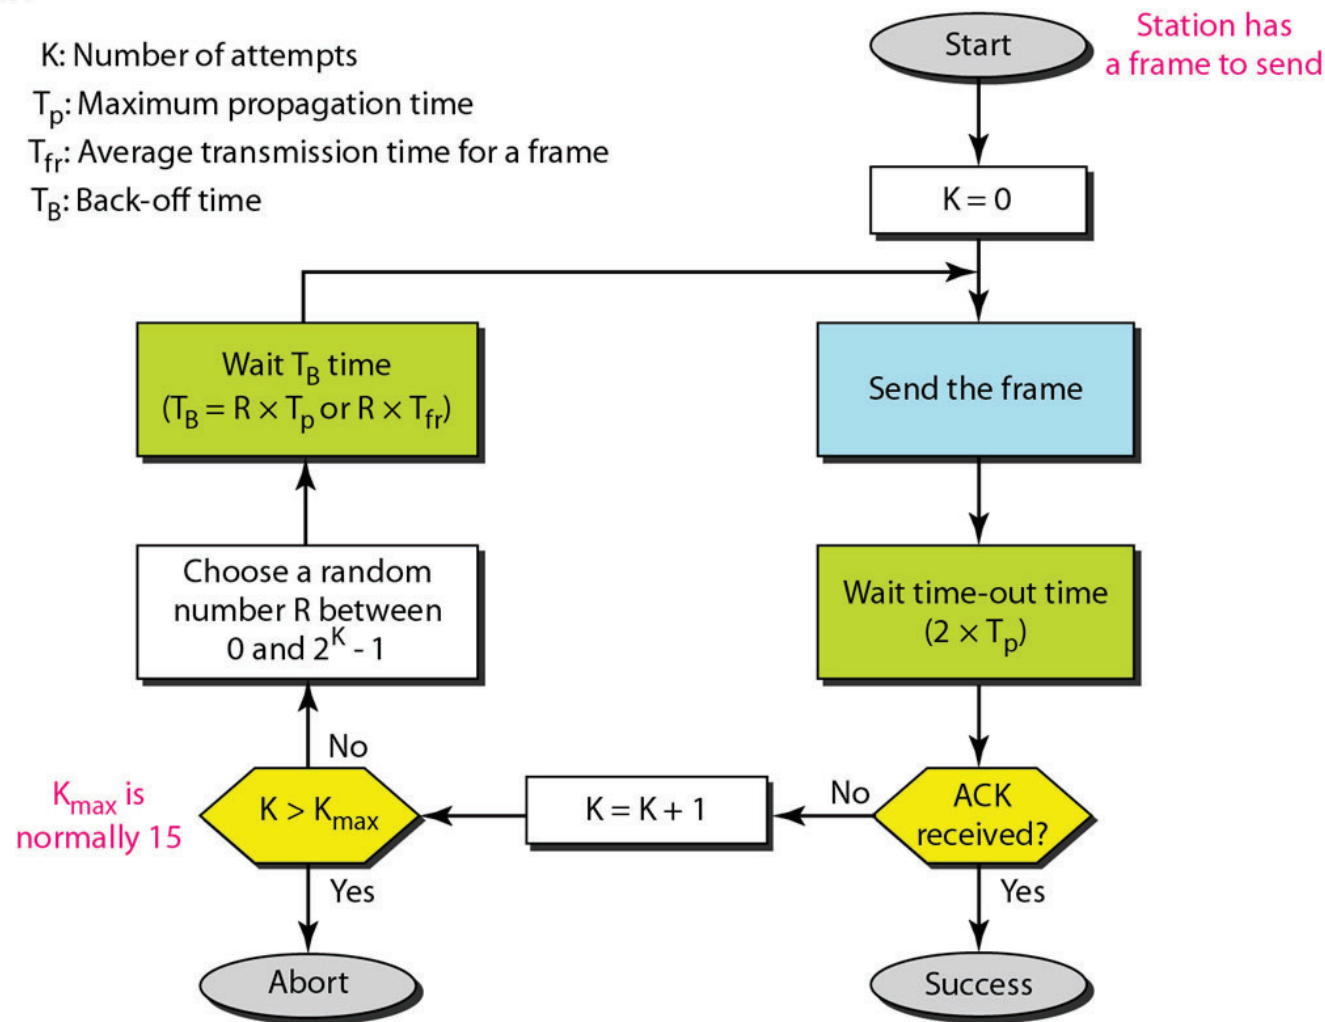 K: Number of attempts
Tp: Maximum propagation time
Tfr: Average transmission time for a frame
TB: Back-off time
Start
Station has
a frame to send
K = 0
Wait TB time
(TB = R × Tp or R × Tfr)
Send the frame
Choose a random
number R between
0 and 2^K - 1
Wait time-out time
(2 × Tp)
No
Kmax is
normally 15
K > Kmax
K = K + 1
No
ACK
received?
Yes
Yes
Abort
Success